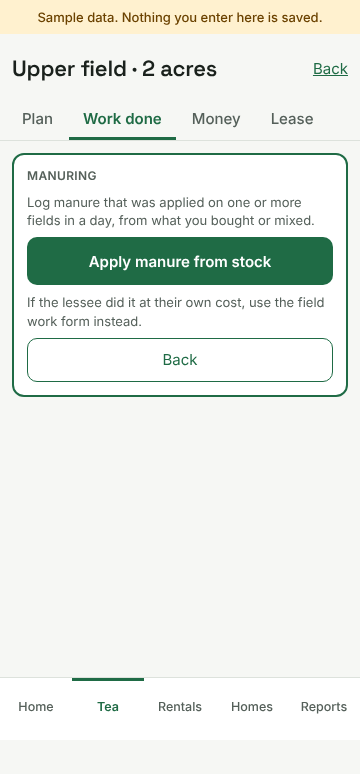 Sample data. Nothing you enter here is saved.
Upper field · 2 acres
Back
Plan
Work done
Money
Lease
MANURING
Log manure that was applied on one or more
fields in a day, from what you bought or mixed.
Apply manure from stock
If the lessee did it at their own cost, use the field
work form instead.
Back
Home
Tea
Rentals
Homes
Reports